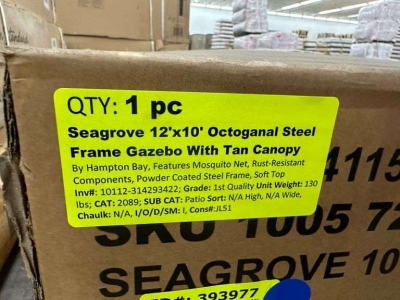 QTY: 1 pc
Seagrove 12'x10' Octoganal Steel
Frame Gazebo With Tan Canopy
By Hampton Bay, Features Mosquito Net, Rust-Resistant
Components, Powder Coated Steel Frame, Soft Top
Inv#: 10112-314293422; Grade: 1st Quality Unit Weight: 130
lbs; CAT: 2089; SUB CAT: Patio Sort: N/A High, N/A Wide,
Chaulk: N/A, I/O/D/SM: I, Cons#:JL51
4115
SKU 1005 72
SEAGROVE 10
393977